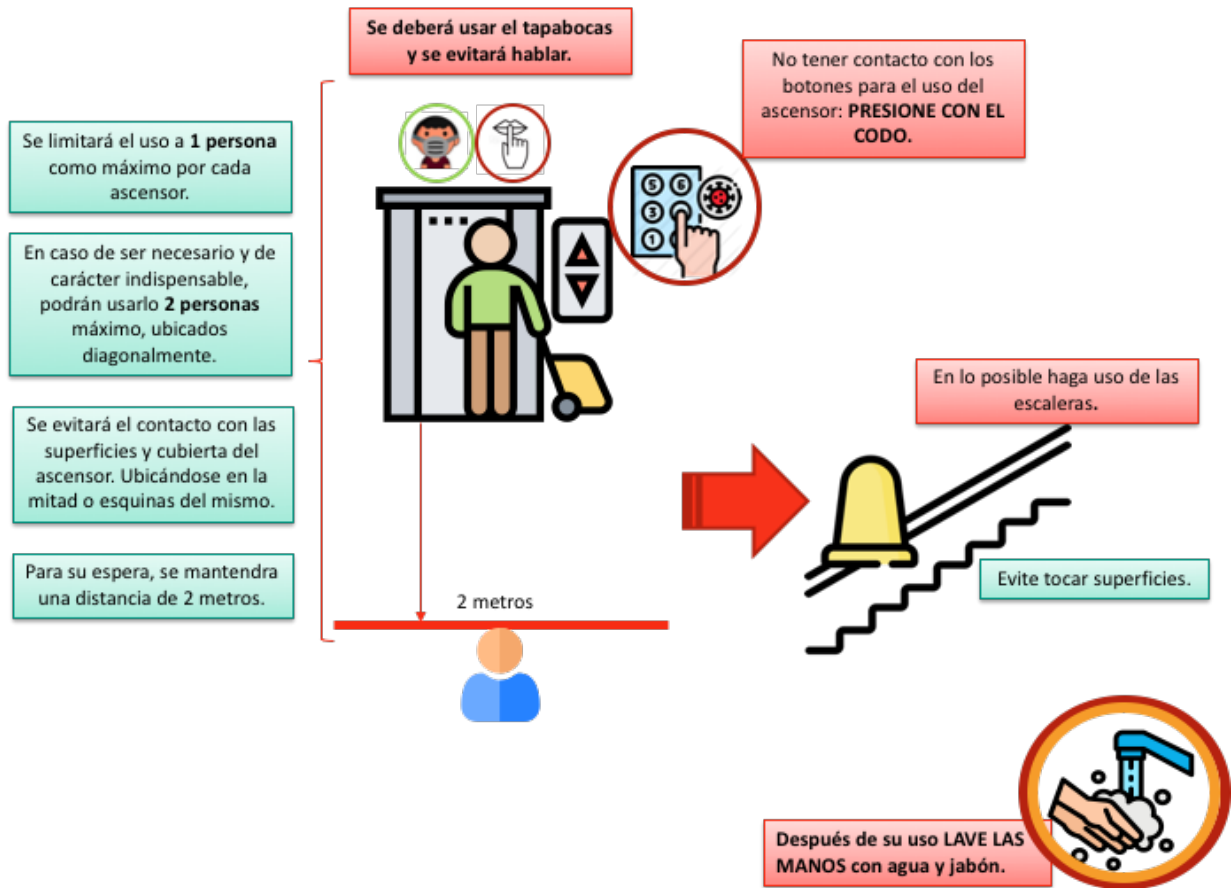 Se deberá usar el tapabocas
y se evitará hablar.
No tener contacto con los
botones para el uso del
ascensor: PRESIONE CON EL
CODO.
Se limitará el uso a 1 persona
como máximo por cada
ascensor.
En caso de ser necesario y de
carácter indispensable,
podrán usarlo 2 personas
máximo, ubicados
diagonalmente.
Se evitará el contacto con las
superficies y cubierta del
ascensor. Ubicándose en la
mitad o esquinas del mismo.
Para su espera, se mantendra
una distancia de 2 metros.
5 6
3
1
2 metros
En lo posible haga uso de las
escaleras.
Evite tocar superficies.
Después de su uso LAVE LAS
MANOS con agua y jabón.